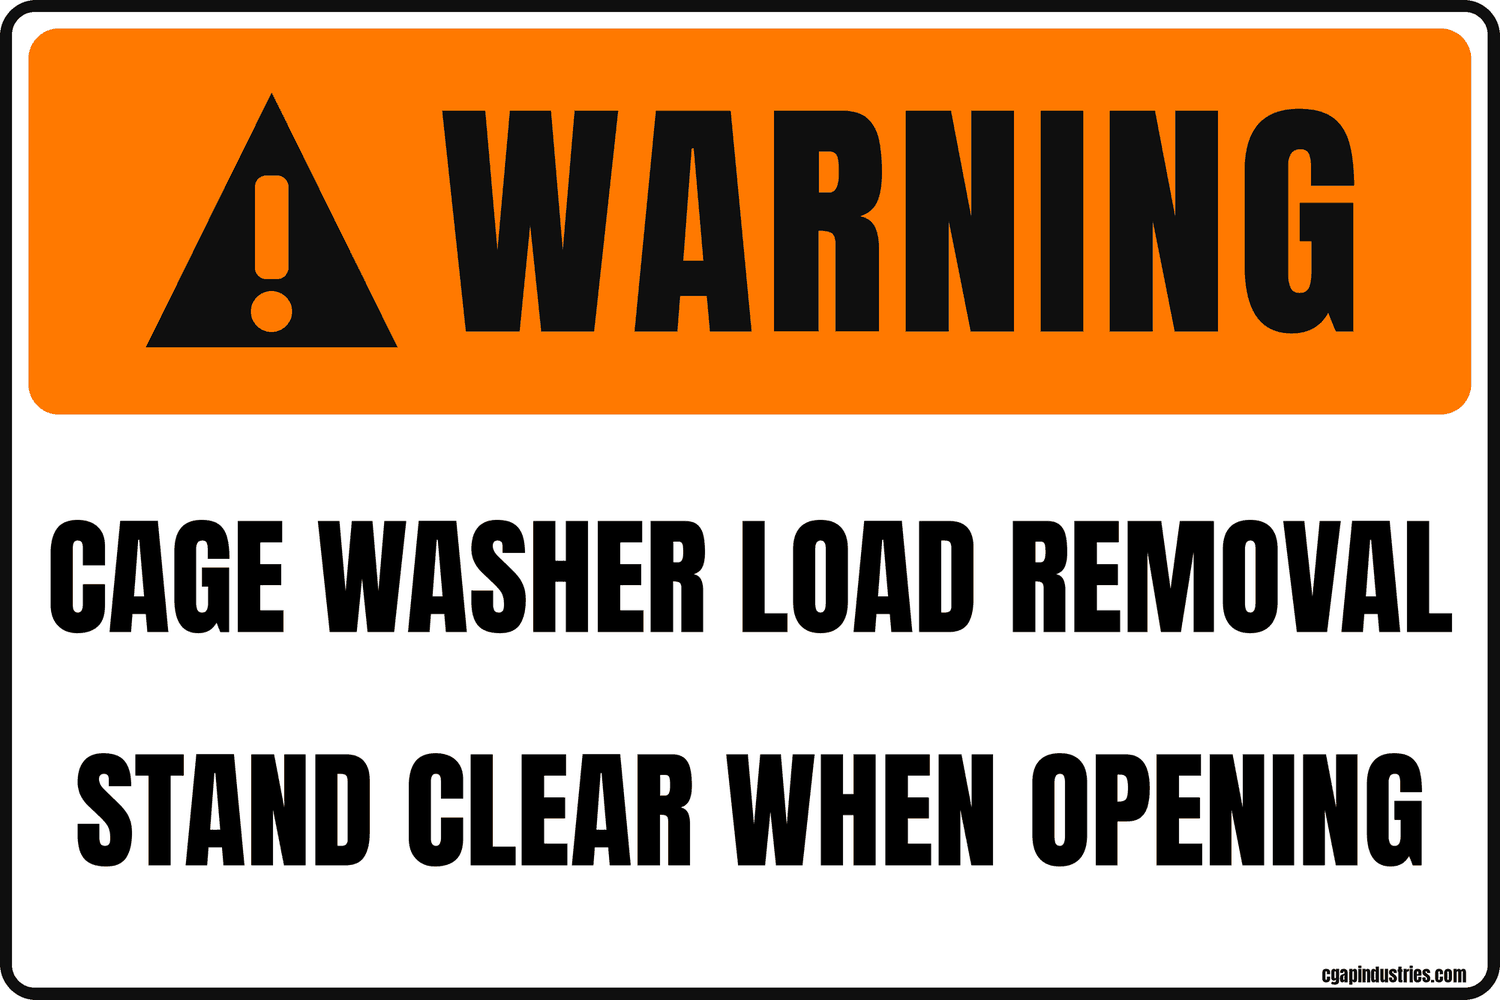 WARNING
CAGE WASHER LOAD REMOVAL
STAND CLEAR WHEN OPENING
cgapindustries.com